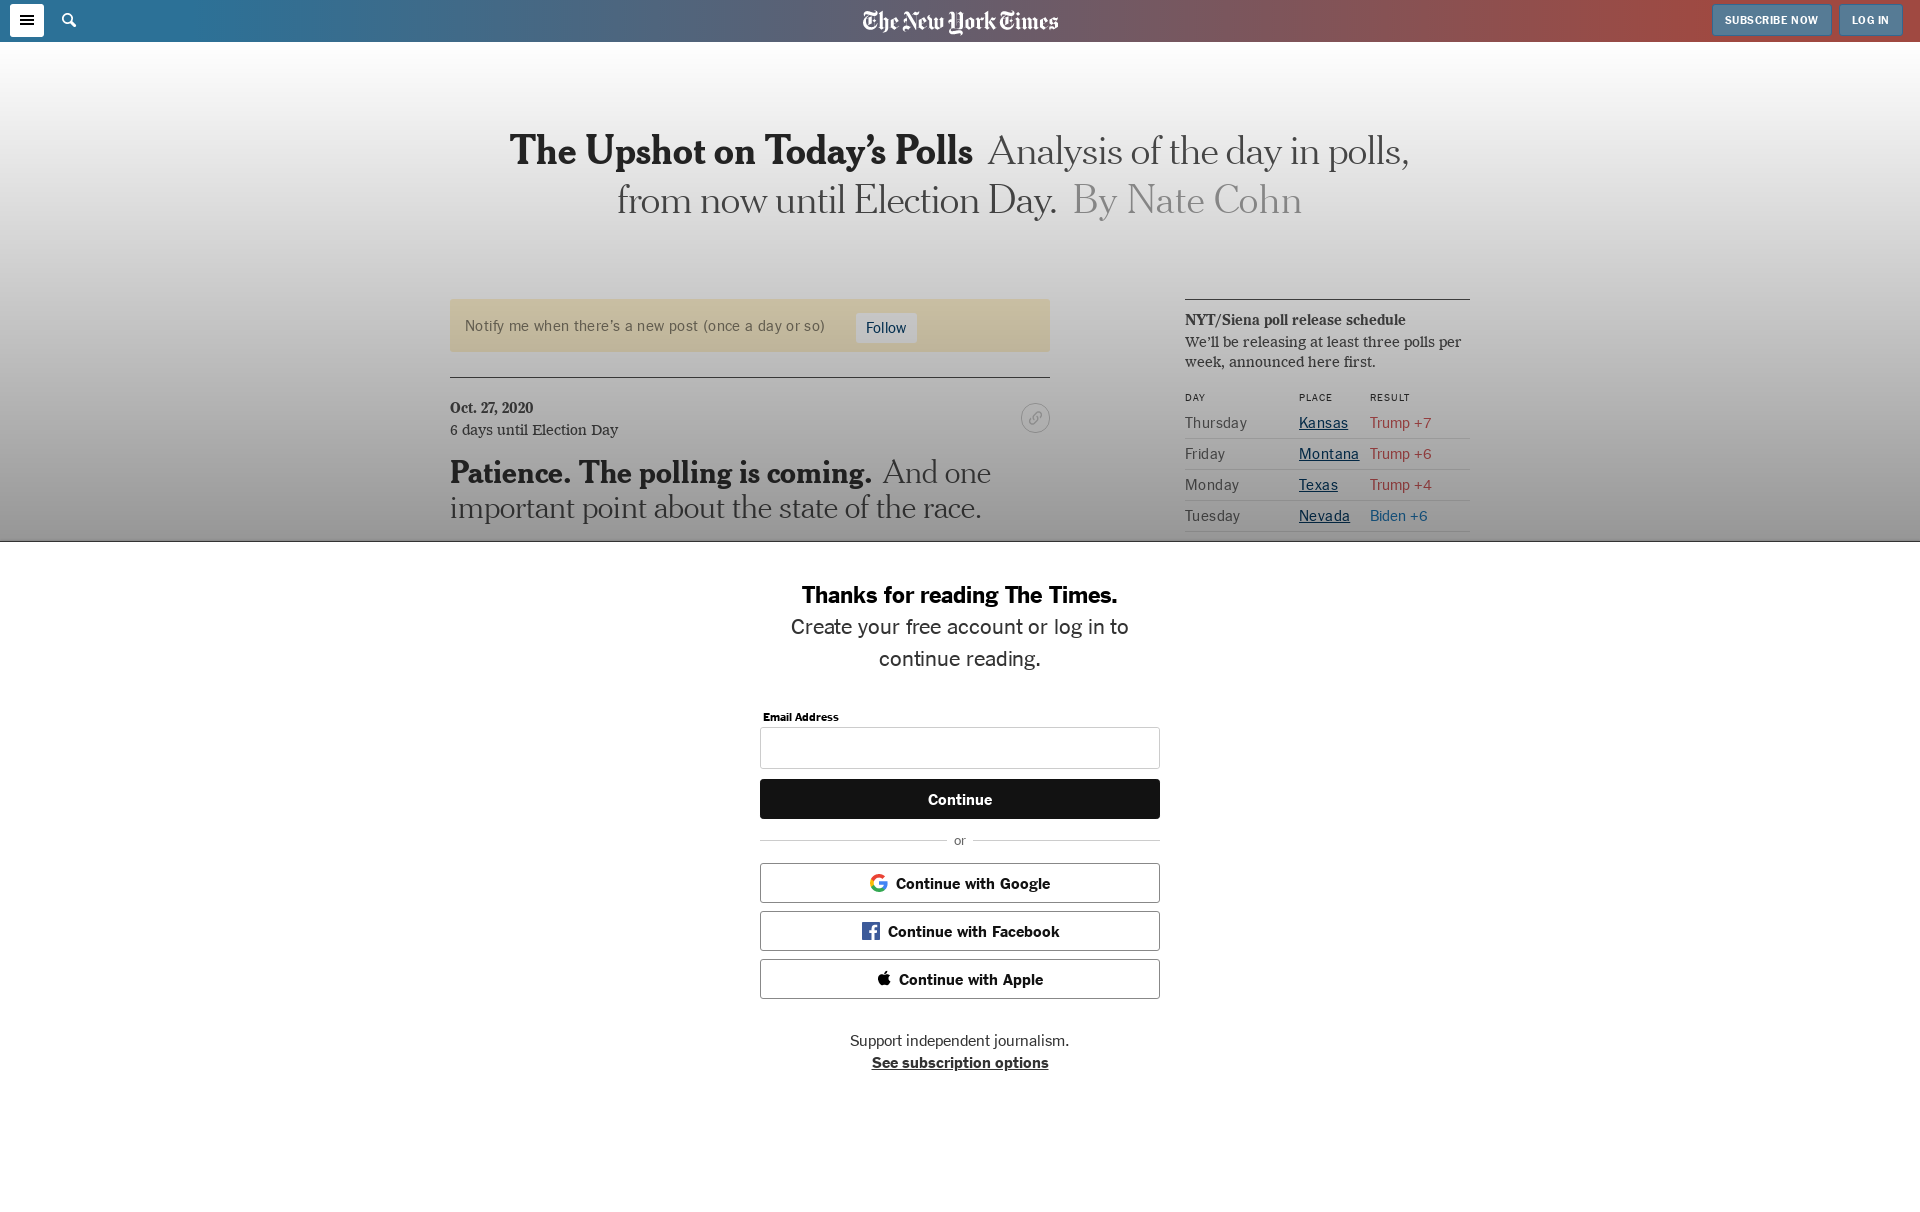 The New York Times
SUBSCRIBE NOW
LOG IN
The Upshot on Today’s Polls Analysis of the day in polls,
from now until Election Day. By Nate Cohn
Notify me when there’s a new post (once a day or so)
Follow
Oct. 27, 2020
6 days until Election Day
Patience. The polling is coming. And one
important point about the state of the race.
NYT/Siena poll release schedule
We’ll be releasing at least three polls per
week, announced here first.
DAY PLACE RESULT
Thursday Kansas Trump +7
Friday Montana Trump +6
Monday Texas Trump +4
Tuesday Nevada Biden +6
Thanks for reading The Times.
Create your free account or log in to
continue reading.
Email Address
Continue
or
Continue with Google
Continue with Facebook
Continue with Apple
Support independent journalism.
See subscription options